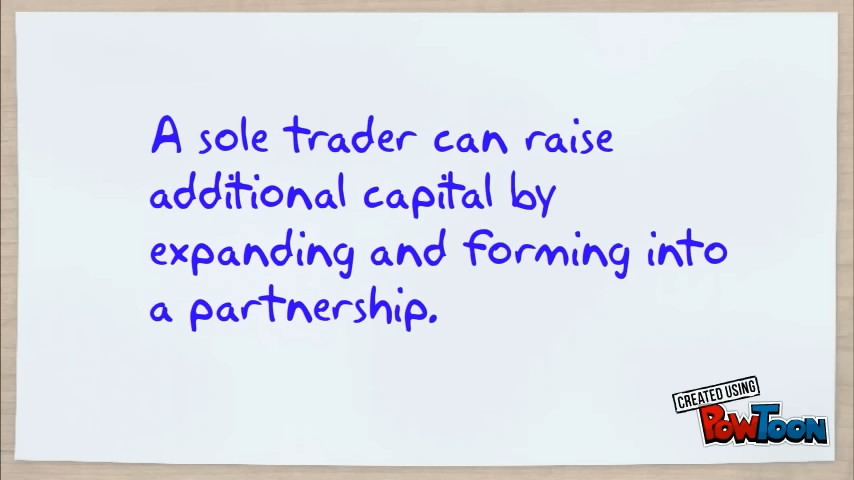 A sole trader can raise
additional capital by
expanding and forming into
a partnership.
CREATED USING
POWTOON